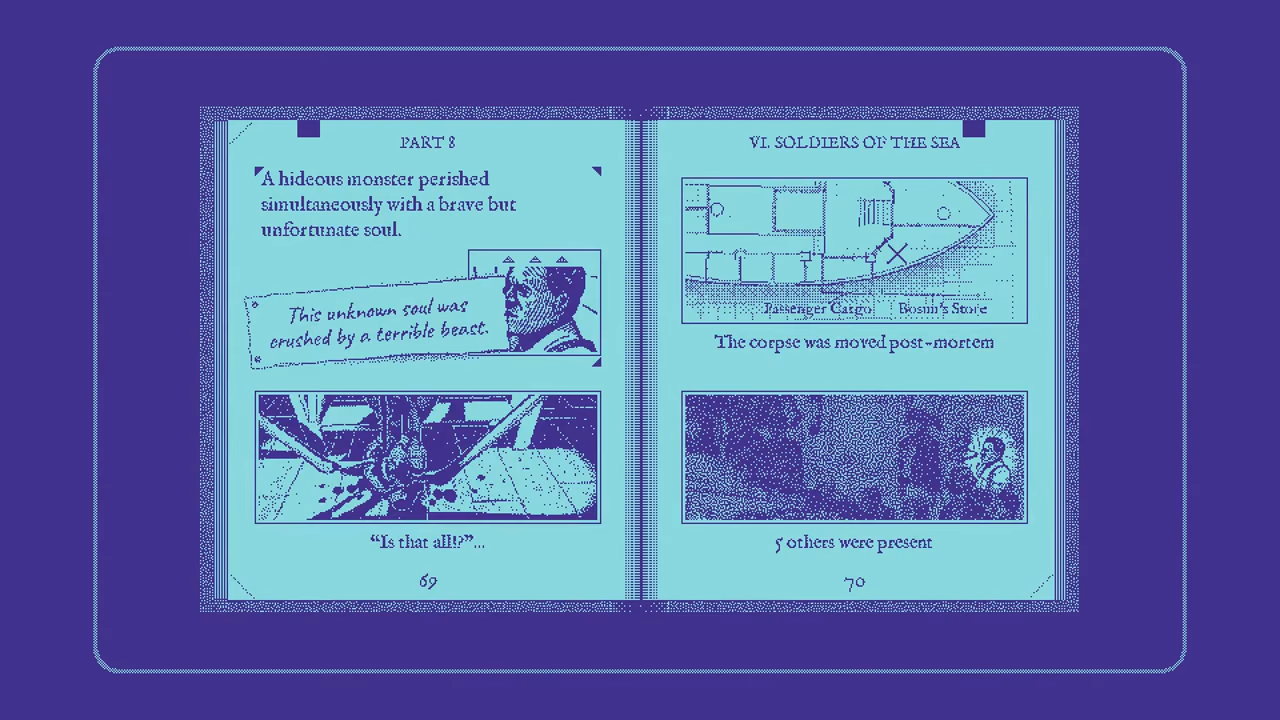 PART 8
A hideous monster perished
simultaneously with a brave but
unfortunate soul.
This unknown soul was
crushed by a terrible beast.
"Is that all!?"...
69
VI. SOLDIERS OF THE SEA
Passenger Cargo
Bosun's Store
The corpse was moved post-mortem
5 others were present
70